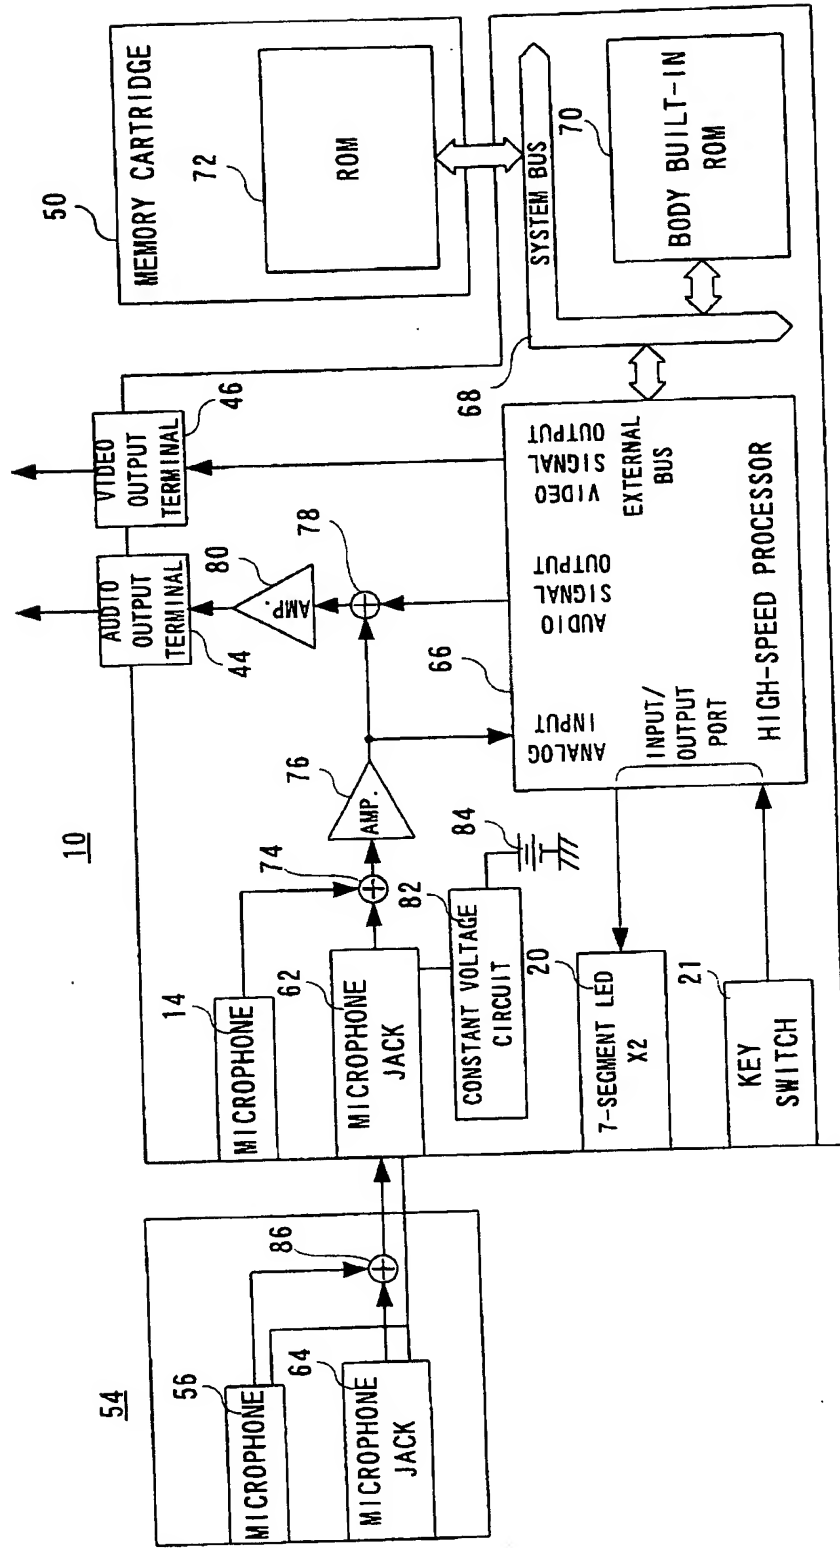 54
MICROPHONE
56
MICROPHONE
JACK
64
86
10
MICROPHONE
14
MICROPHONE
JACK
62
74
AMP.
76
CONSTANT VOLTAGE
CIRCUIT
82
84
7-SEGMENT LED
X2
20
KEY
SWITCH
21
AUDIO
OUTPUT
TERMINAL
44
VIDEO
OUTPUT
TERMINAL
46
AMP.
80
78
66
ANALOG
INPUT
AUDIO
SIGNAL
OUTPUT
VIDEO
SIGNAL
OUTPUT
EXTERNAL
BUS
INPUT/
OUTPUT
PORT
HIGH-SPEED PROCESSOR
50
MEMORY CARTRIDGE
72
ROM
SYSTEM BUS
68
70
BODY BUILT-IN
ROM